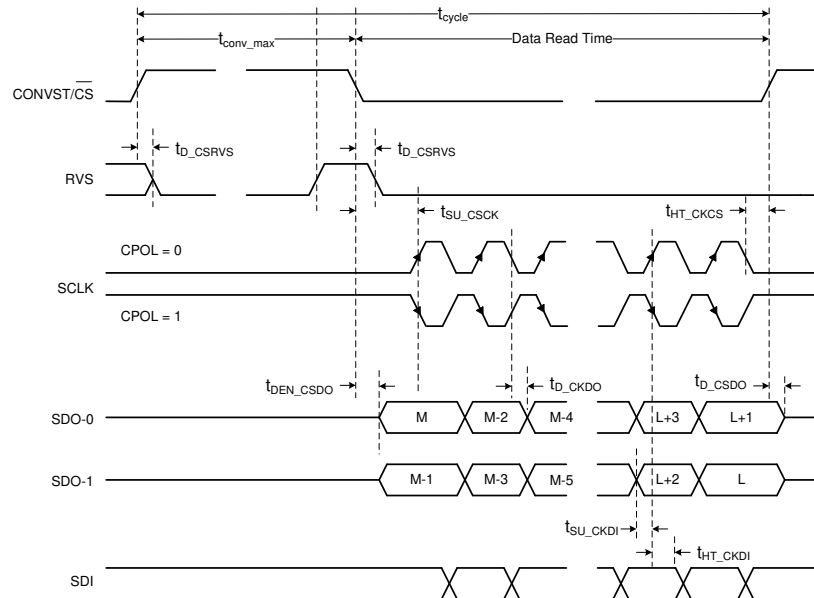 tcycle
tconv_max
Data Read Time
CONVST/CS
tD_CSRVS
tD_CSRVS
RVS
tSU_CSCK
tHT_CKCS
CPOL = 0
SCLK
CPOL = 1
tDEN_CSDO
tD_CKDO
tD_CSDO
SDO-0
M
M-2
M-4
L+3
L+1
SDO-1
M-1
M-3
M-5
L+2
L
tSU_CKDI
tHT_CKDI
SDI